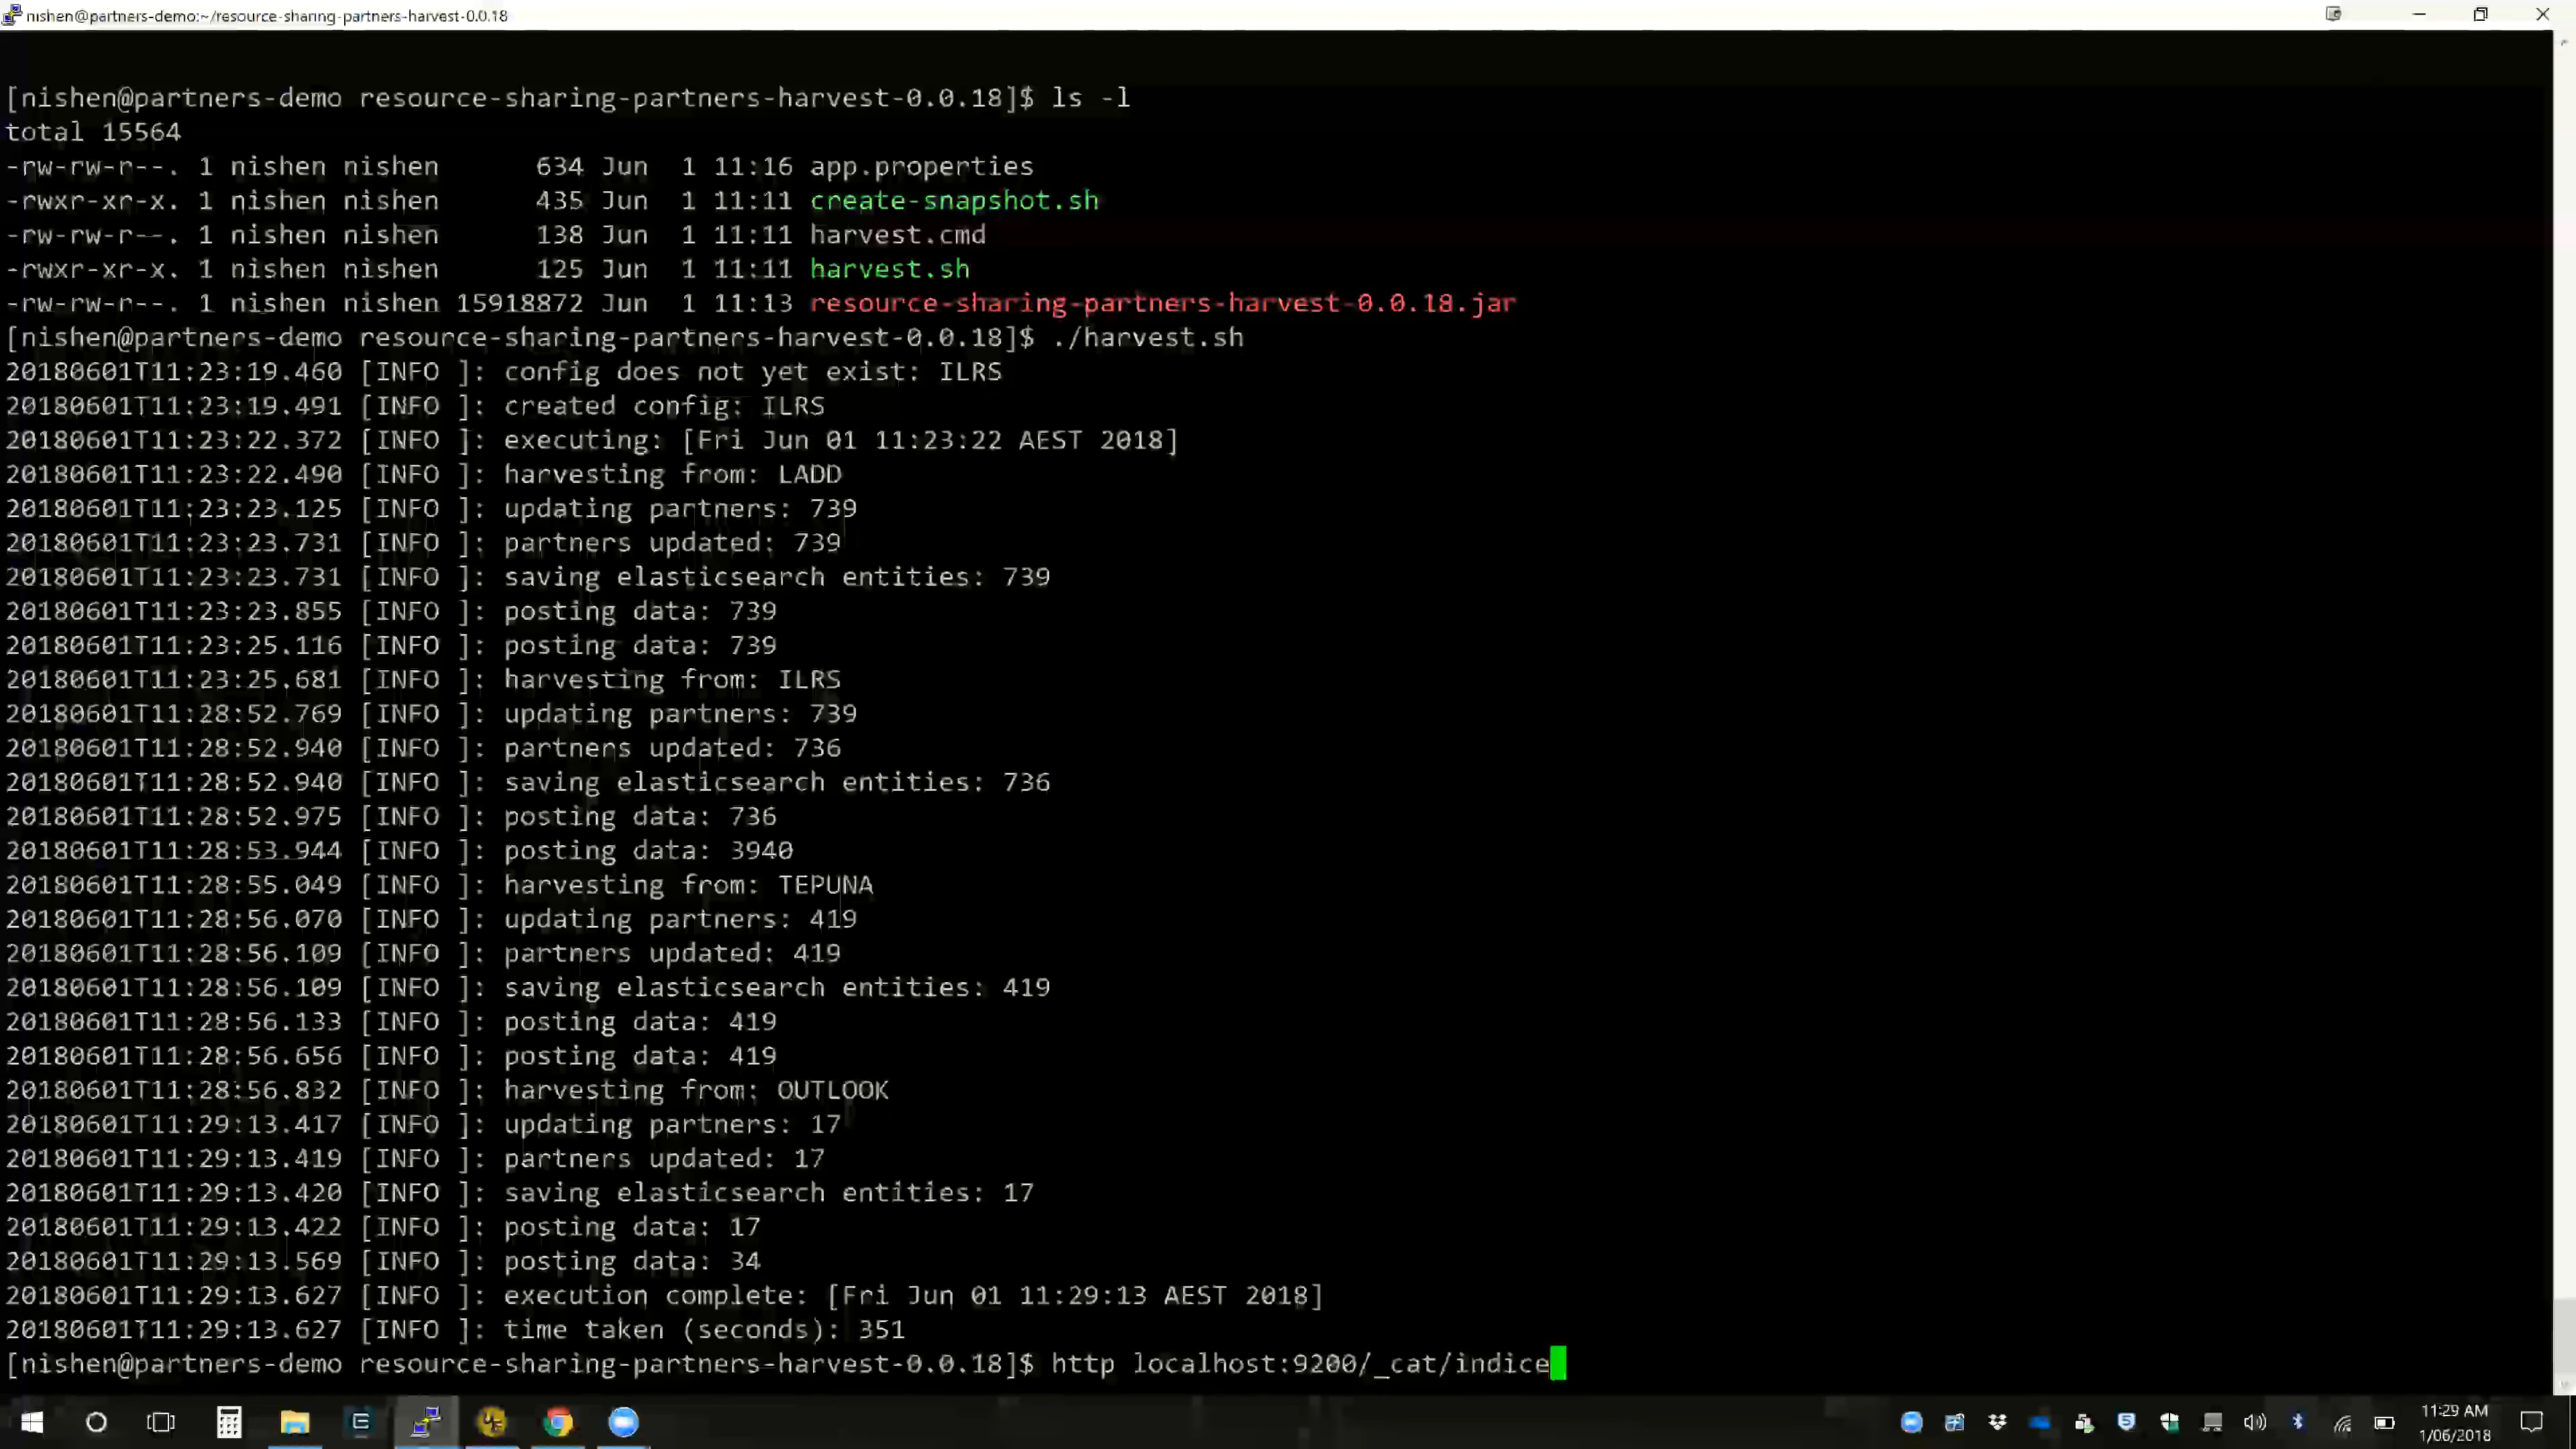 nishen@partners-demo:~/resource-sharing-partners-harvest-0.0.18
[nishen@partners-demo resource-sharing-partners-harvest-0.0.18]$ ls -l
total 15564
-rw-rw-r--. 1 nishen nishen      634 Jun  1 11:16 app.properties
-rwxr-xr-x. 1 nishen nishen      435 Jun  1 11:11 create-snapshot.sh
-rw-rw-r--. 1 nishen nishen      138 Jun  1 11:11 harvest.cmd
-rwxr-xr-x. 1 nishen nishen      125 Jun  1 11:11 harvest.sh
-rw-rw-r--. 1 nishen nishen 15918872 Jun  1 11:13 resource-sharing-partners-harvest-0.0.18.jar
[nishen@partners-demo resource-sharing-partners-harvest-0.0.18]$ ./harvest.sh
20180601T11:23:19.460 [INFO ]: config does not yet exist: ILRS
20180601T11:23:19.491 [INFO ]: created config: ILRS
20180601T11:23:22.372 [INFO ]: executing: [Fri Jun 01 11:23:22 AEST 2018]
20180601T11:23:22.490 [INFO ]: harvesting from: LADD
20180601T11:23:23.125 [INFO ]: updating partners: 739
20180601T11:23:23.731 [INFO ]: partners updated: 739
20180601T11:23:23.731 [INFO ]: saving elasticsearch entities: 739
20180601T11:23:23.855 [INFO ]: posting data: 739
20180601T11:23:25.116 [INFO ]: posting data: 739
20180601T11:23:25.681 [INFO ]: harvesting from: ILRS
20180601T11:28:52.769 [INFO ]: updating partners: 739
20180601T11:28:52.940 [INFO ]: partners updated: 736
20180601T11:28:52.940 [INFO ]: saving elasticsearch entities: 736
20180601T11:28:52.975 [INFO ]: posting data: 736
20180601T11:28:53.944 [INFO ]: posting data: 3940
20180601T11:28:55.049 [INFO ]: harvesting from: TEPUNA
20180601T11:28:56.070 [INFO ]: updating partners: 419
20180601T11:28:56.109 [INFO ]: partners updated: 419
20180601T11:28:56.109 [INFO ]: saving elasticsearch entities: 419
20180601T11:28:56.133 [INFO ]: posting data: 419
20180601T11:28:56.656 [INFO ]: posting data: 419
20180601T11:28:56.832 [INFO ]: harvesting from: OUTLOOK
20180601T11:29:13.417 [INFO ]: updating partners: 17
20180601T11:29:13.419 [INFO ]: partners updated: 17
20180601T11:29:13.420 [INFO ]: saving elasticsearch entities: 17
20180601T11:29:13.422 [INFO ]: posting data: 17
20180601T11:29:13.569 [INFO ]: posting data: 34
20180601T11:29:13.627 [INFO ]: execution complete: [Fri Jun 01 11:29:13 AEST 2018]
20180601T11:29:13.627 [INFO ]: time taken (seconds): 351
[nishen@partners-demo resource-sharing-partners-harvest-0.0.18]$ http localhost:9200/_cat/indice
11:29 AM
1/06/2018